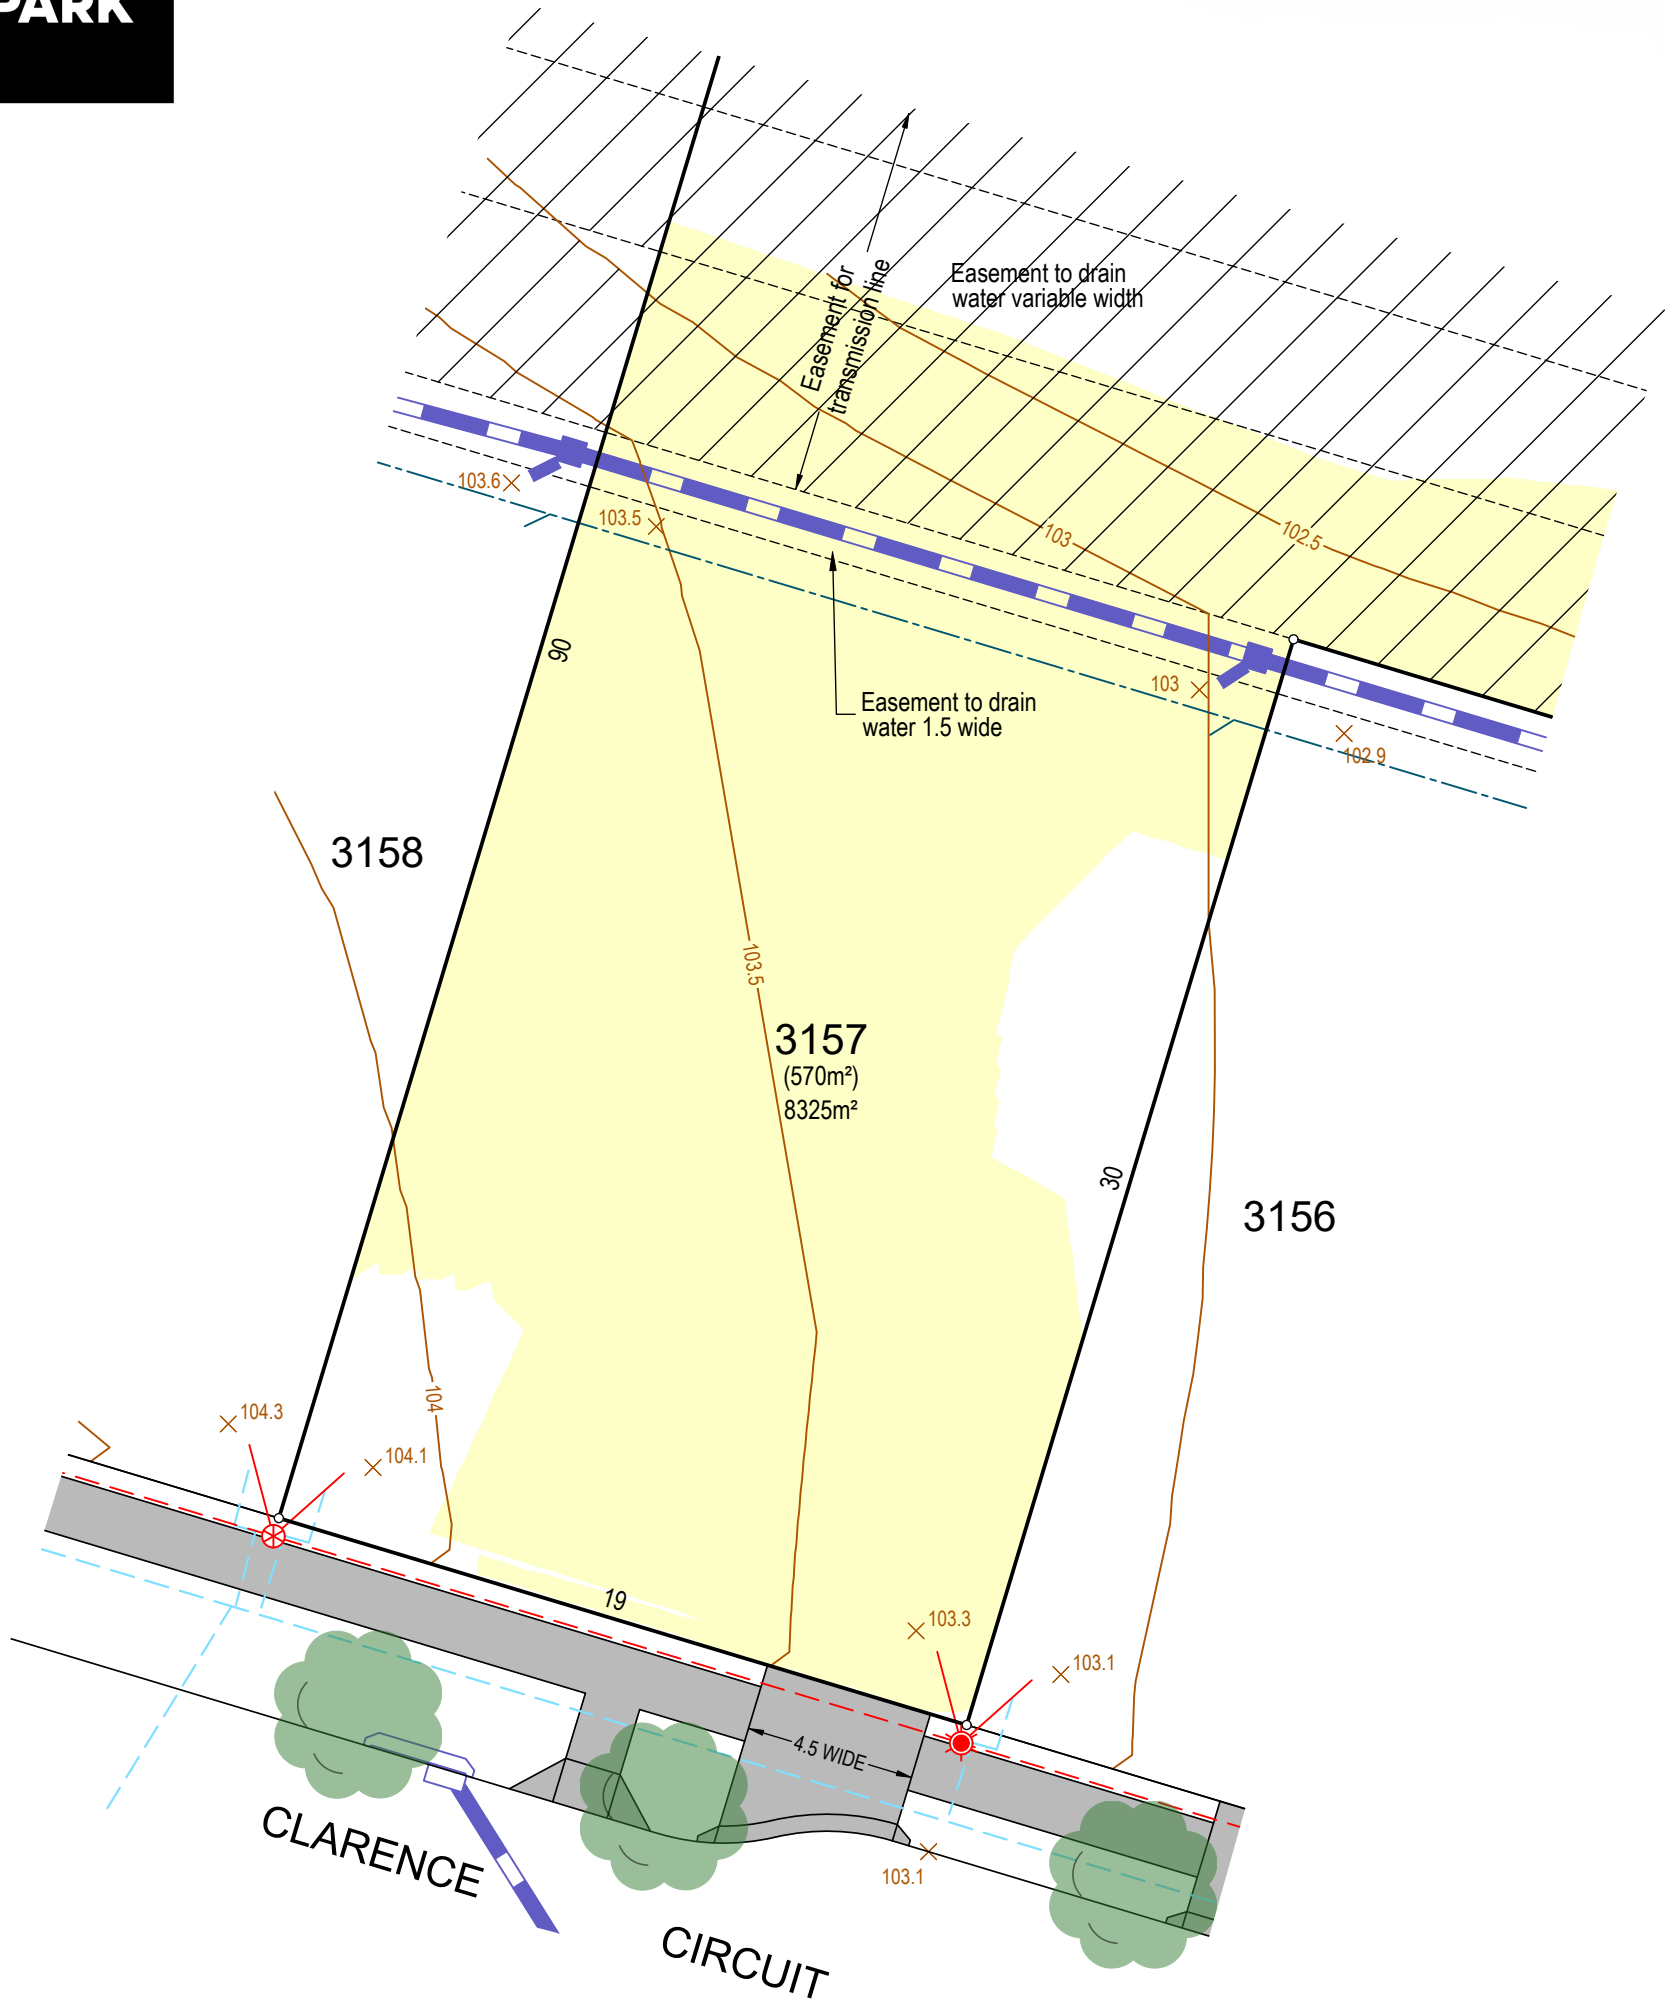 PARK
Easement to drain
water variable width
Easement for
transmission line
103.6
103.5
103
102.5
103
102.9
90
Easement to drain
water 1.5 wide
3158
103.5
3157
(570m²)
8325m²
30
3156
104
104.3
104.1
19
103.3
103.1
4.5 WIDE
103.1
CLARENCE
CIRCUIT